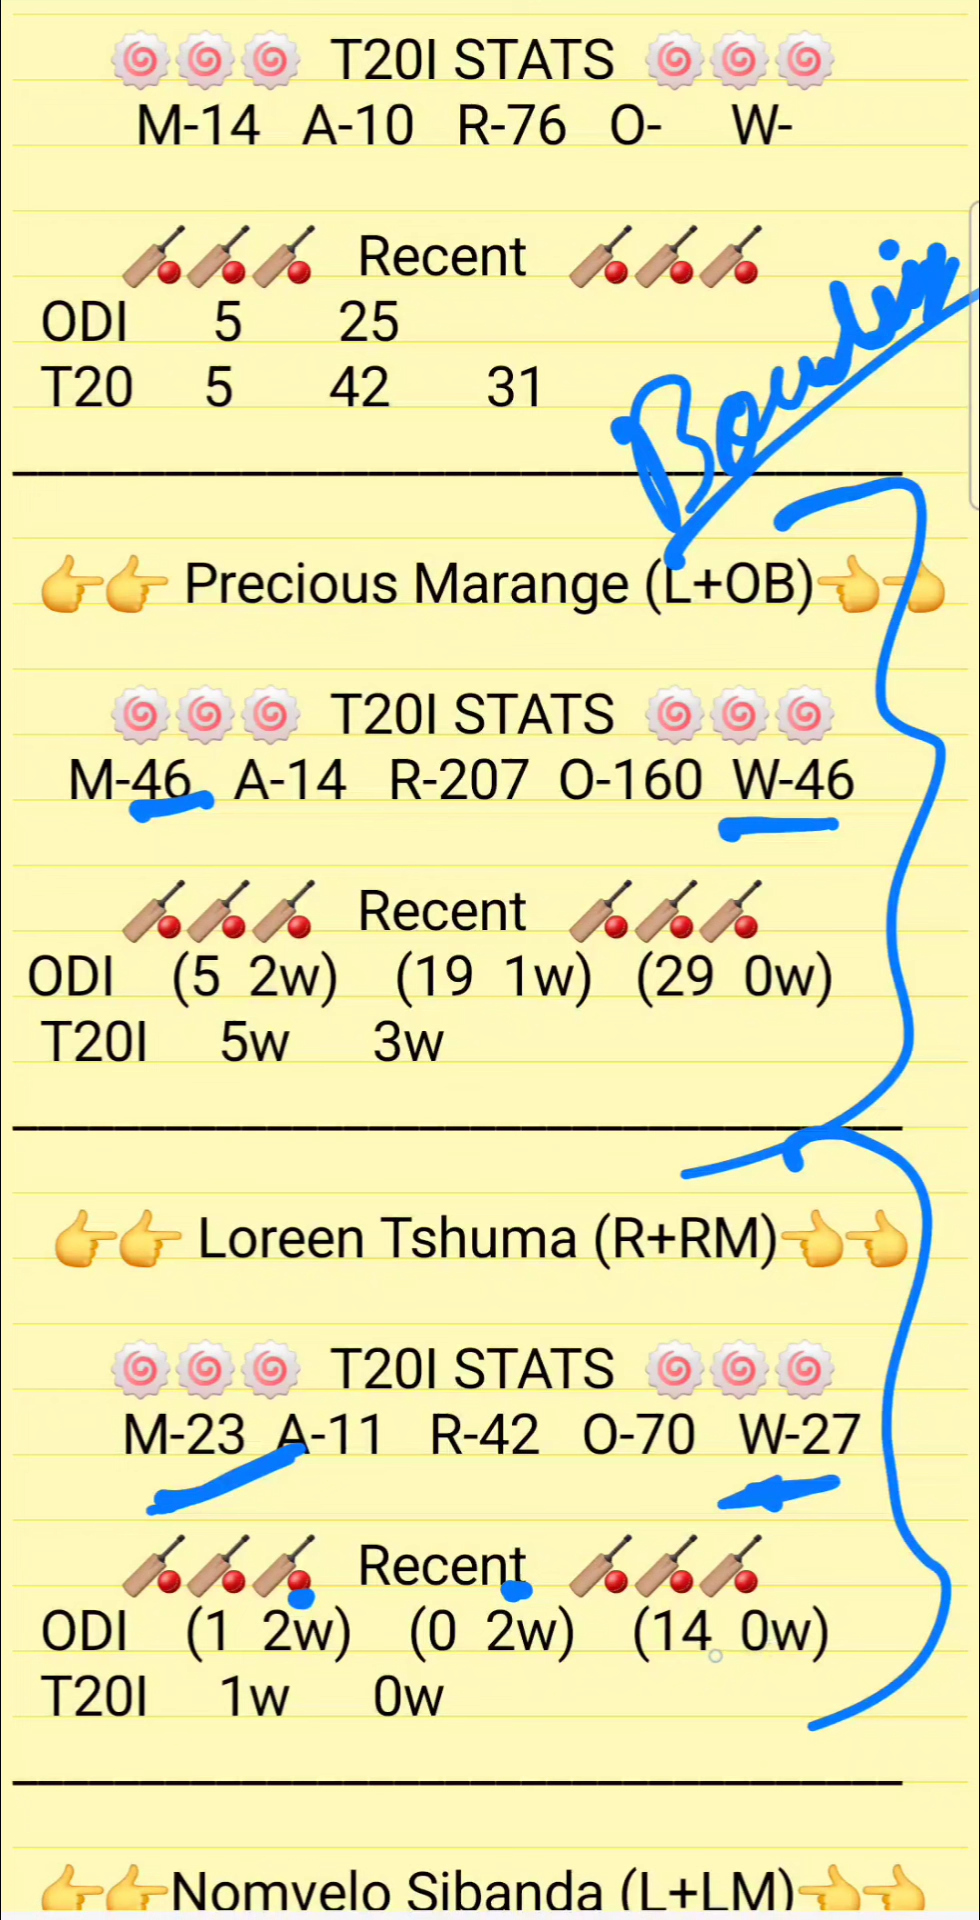 T20I STATS
M-14 A-10 R-76 O- W-
Recent
ODI 5 25
T20 5 42 31
Bowling
Precious Marange (L+OB)
T20I STATS
M-46 A-14 R-207 O-160 W-46
Recent
ODI (5 2w) (19 1w) (29 0w)
T20I 5w 3w
Loreen Tshuma (R+RM)
T20I STATS
M-23 A-11 R-42 O-70 W-27
Recent
ODI (1 2w) (0 2w) (14 0w)
T20I 1w 0w
Nomvelo Sibanda (L+LM)